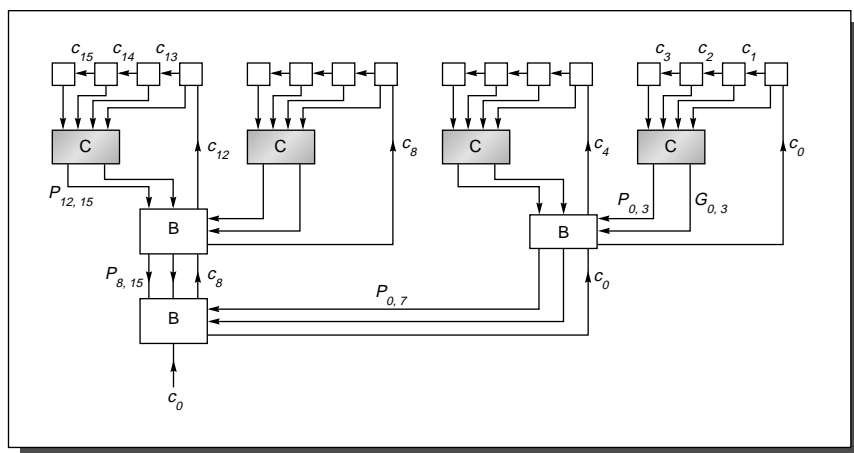 c15 c14 c13 c3 c2 c1
C C C C
c12 c8 c4 c0
P12, 15 P0, 3 G0, 3
B B
P8, 15 c8 c0
P0, 7
B
c0